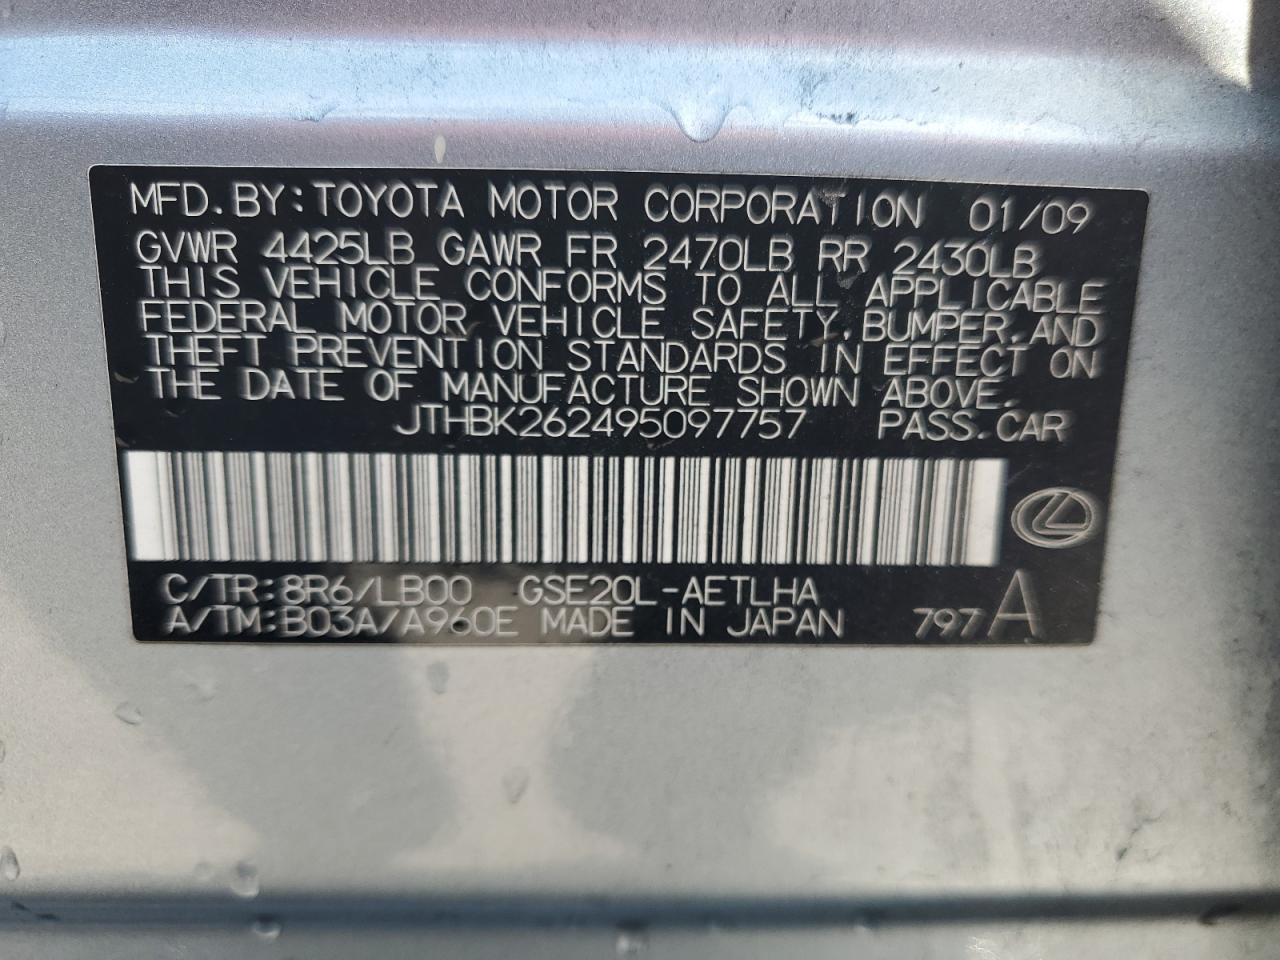 MFD. BY: TOYOTA MOTOR CORPORATION 01/09
GVWR 4425LB GAWR FR 2470LB RR 2430LB
THIS VEHICLE CONFORMS TO ALL APPLICABLE
FEDERAL MOTOR VEHICLE SAFETY, BUMPER, AND
THEFT PREVENTION STANDARDS IN EFFECT ON
THE DATE OF MANUFACTURE SHOWN ABOVE.
JTHBK262495097757 PASS. CAR
C/TR: 8R6/LB00 GSE20L-AETLHA
A/TM: B03A/A960E MADE IN JAPAN 797 A